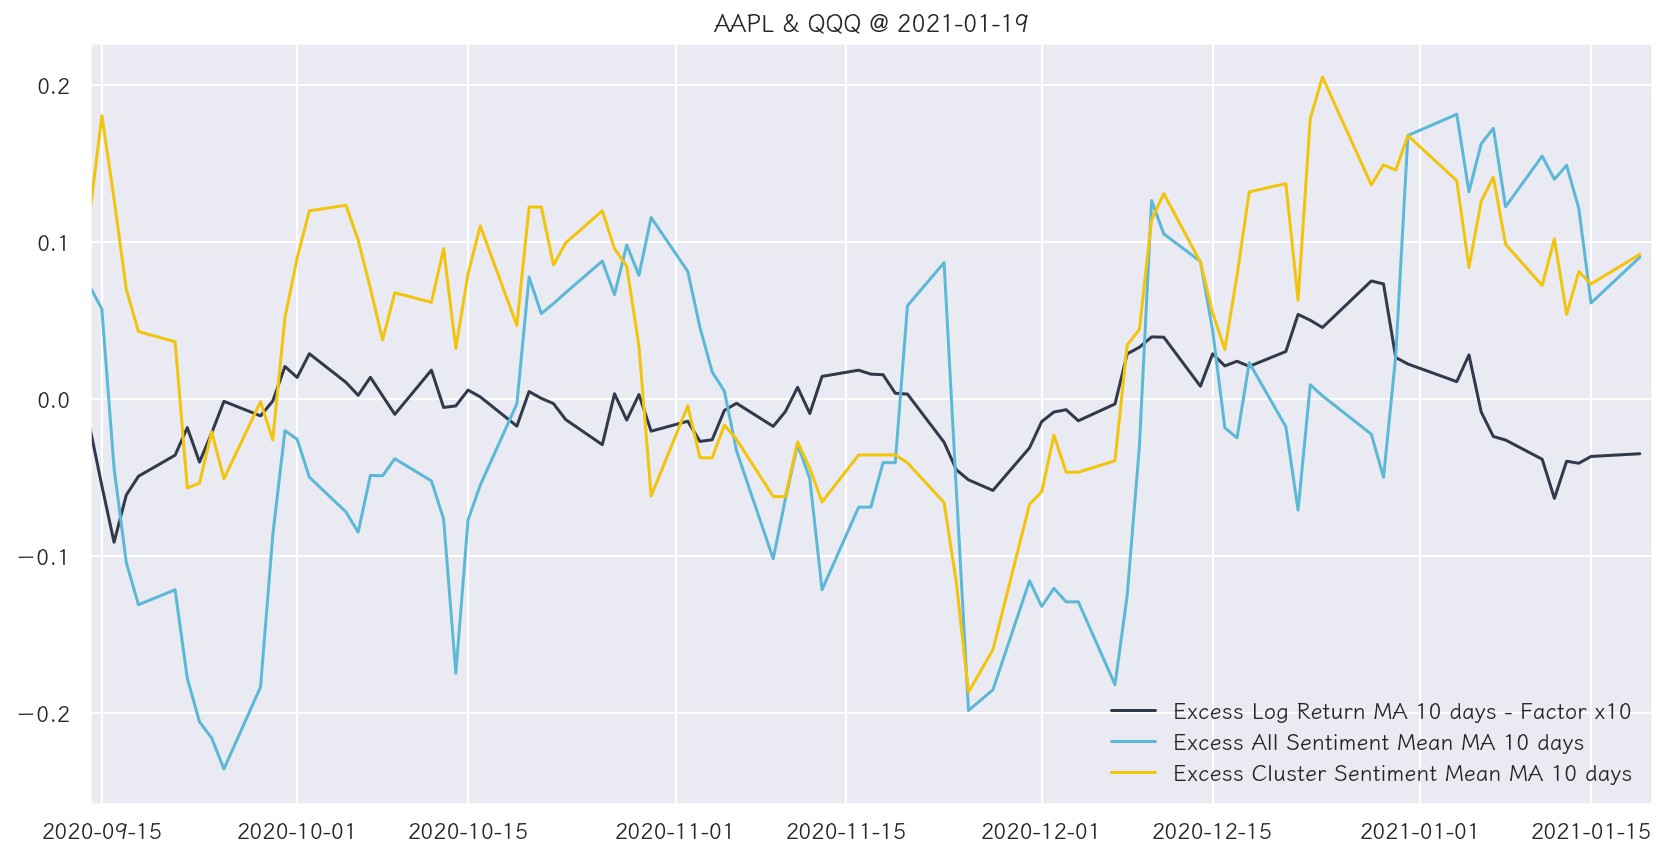 AAPL & QQQ @ 2021-01-19
0.2
0.1
0.0
−0.1
−0.2
Excess Log Return MA 10 days - Factor x10
Excess All Sentiment Mean MA 10 days
Excess Cluster Sentiment Mean MA 10 days
2020-09-15 2020-10-01 2020-10-15 2020-11-01 2020-11-15 2020-12-01 2020-12-15 2021-01-01 2021-01-15